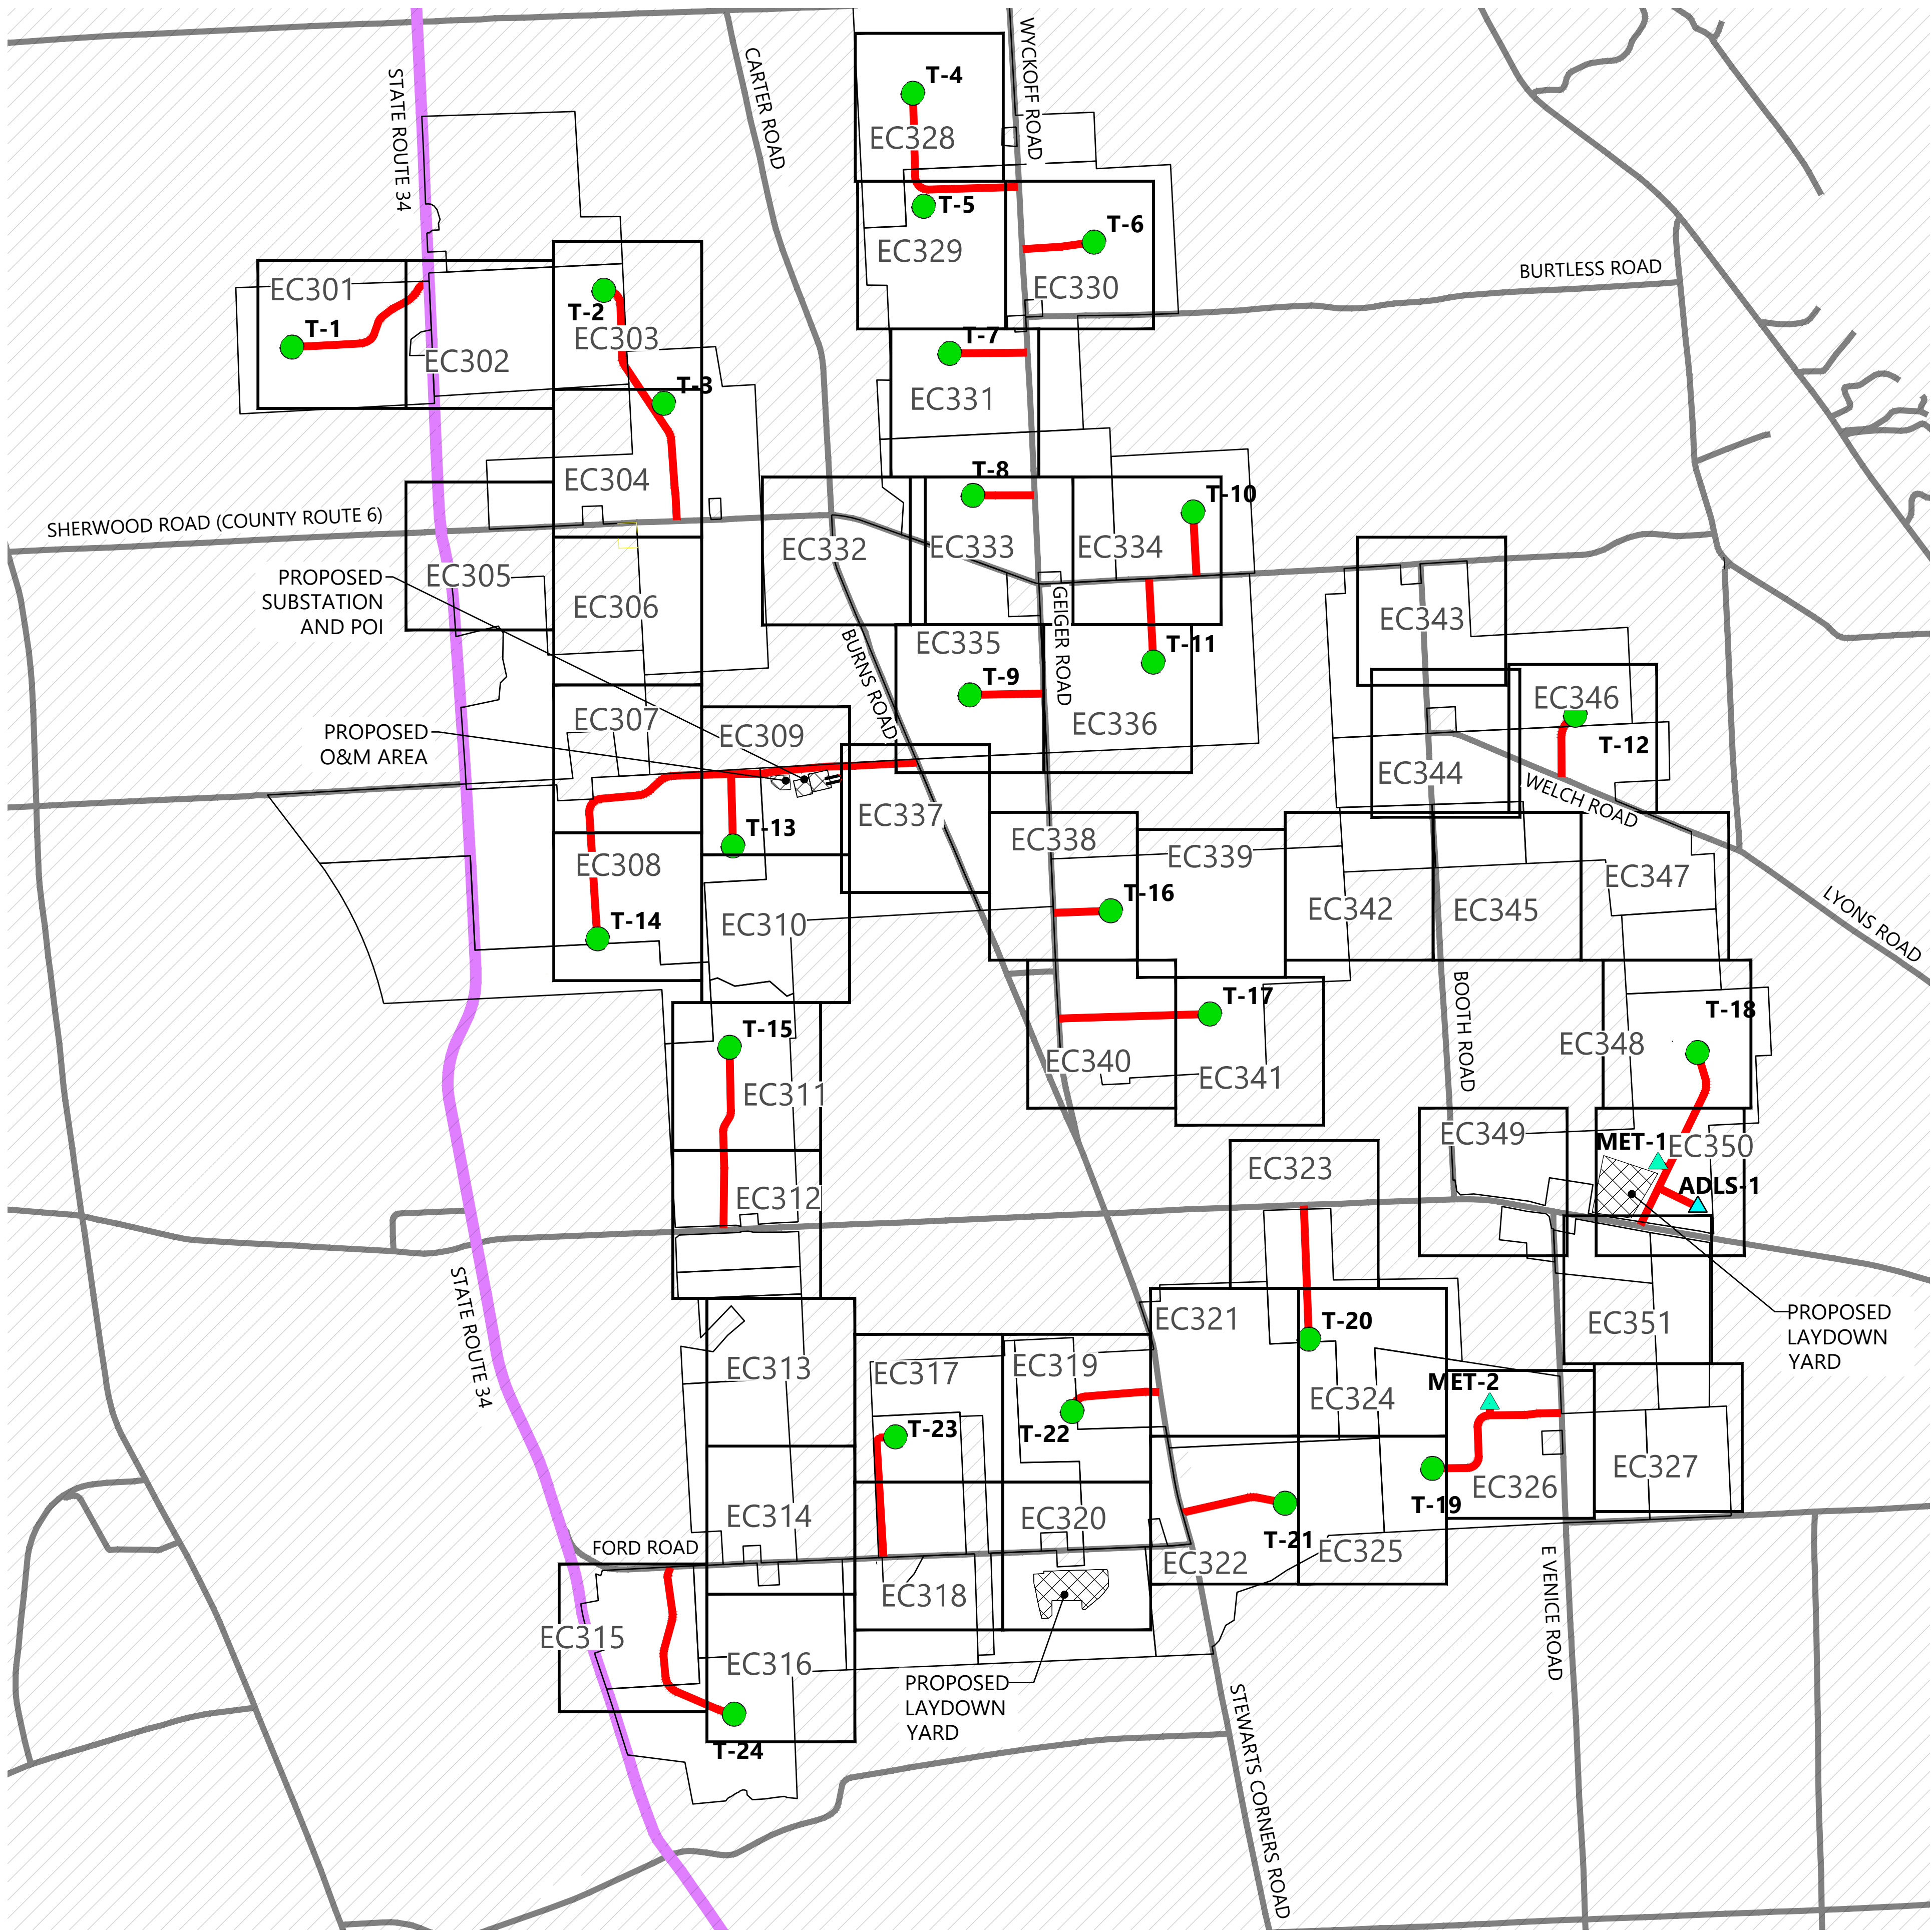 WYCKOFF ROAD
STATE ROUTE 34
CARTER ROAD
T-4
EC328
T-5
EC329
T-6
EC330
BURTLESS ROAD
EC301
T-1
EC302
T-2
EC303
T-3
T-7
EC331
EC304
T-8
T-10
SHERWOOD ROAD (COUNTY ROUTE 6)
EC332
EC333
EC334
EC305
PROPOSED
SUBSTATION
AND POI
EC306
GEIGER ROAD
BURNS ROAD
EC335
T-9
T-11
EC336
EC343
EC346
T-12
EC344
WELCH ROAD
EC307
EC309
PROPOSED
O&M AREA
EC337
T-13
EC308
EC338
EC339
T-14
EC310
T-16
EC342
EC345
EC347
LYONS ROAD
BOOTH ROAD
T-15
EC311
T-17
EC340
EC341
T-18
EC348
EC312
EC323
EC349
MET-1
EC350
ADLS-1
STATE ROUTE 34
EC321
T-20
EC351
PROPOSED
LAYDOWN
YARD
EC313
EC317
EC319
EC324
MET-2
T-23
T-22
EC314
EC320
T-19
EC326
EC327
T-21
EC322
EC325
FORD ROAD
EC318
E VENICE ROAD
EC315
EC316
PROPOSED
LAYDOWN
YARD
T-24
STEWARTS CORNERS ROAD